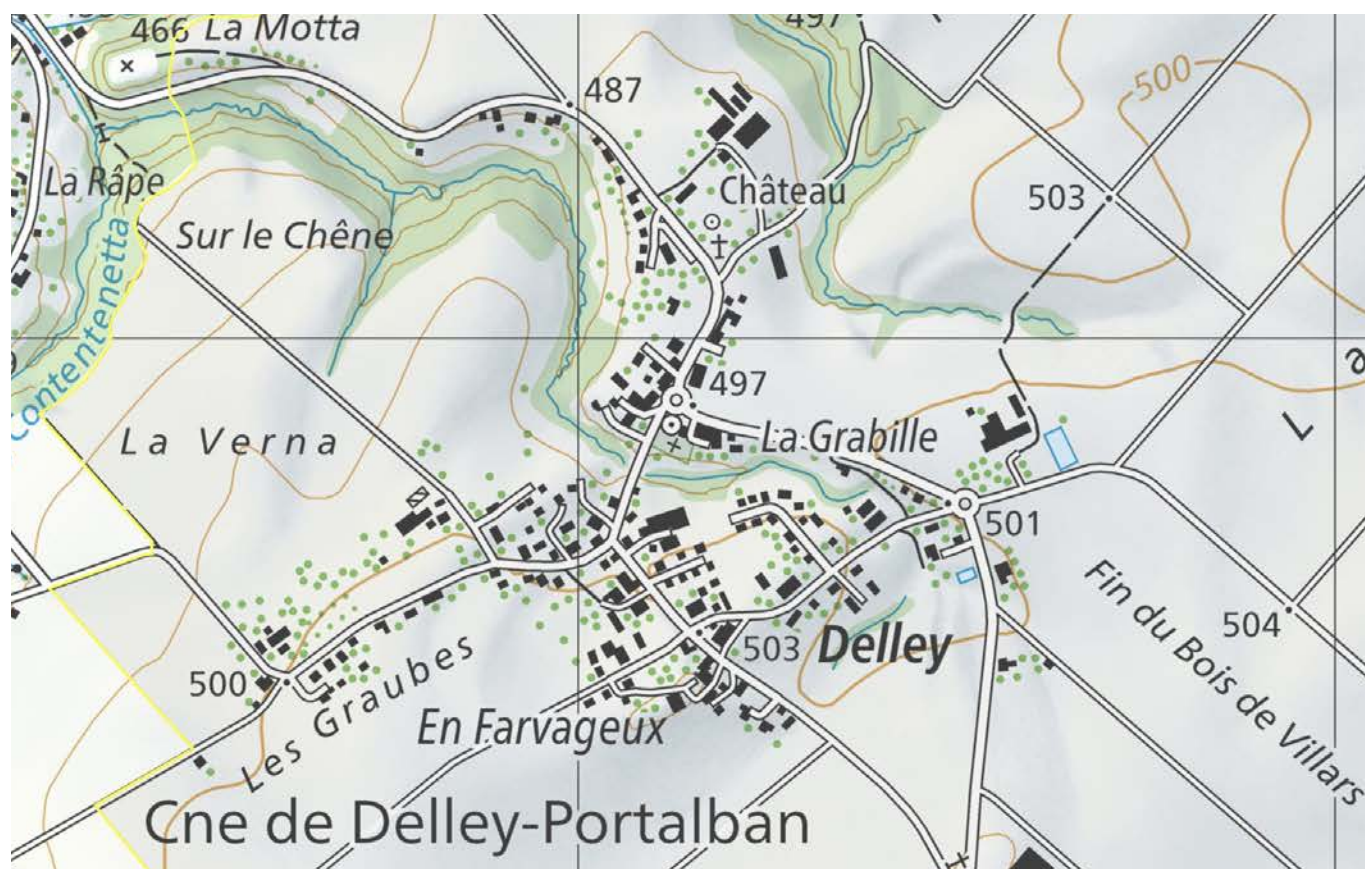 466 La Motta
497
487
500
La Râpe
Château
503
Sur le Chêne
Contentenetta
497
La Verna
La Grabille
501
Fin du Bois de Villars
504
503
Delley
500
Les Graubes
En Farvageux
Cne de Delley-Portalban
L a